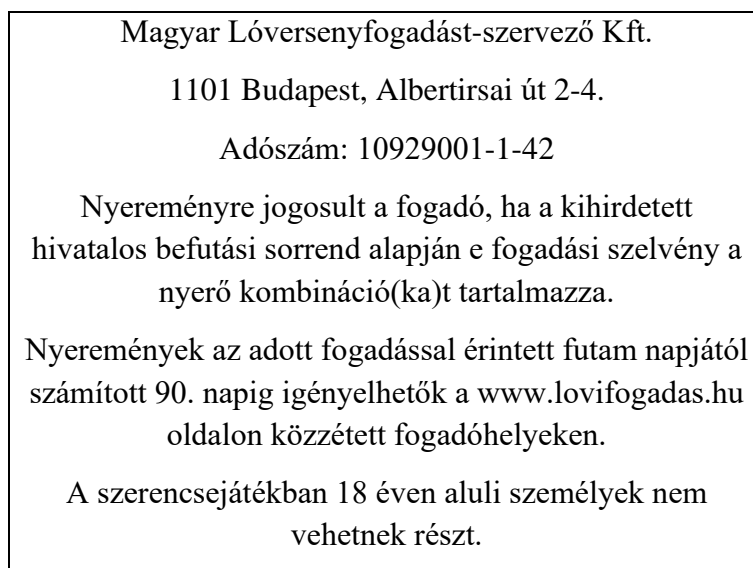 Magyar Lóversenyfogadást-szervező Kft.
1101 Budapest, Albertirsai út 2-4.
Adószám: 10929001-1-42
Nyereményre jogosult a fogadó, ha a kihirdetett
hivatalos befutási sorrend alapján e fogadási szelvény a
nyerő kombináció(ka)t tartalmazza.
Nyeremények az adott fogadással érintett futam napjától
számított 90. napig igényelhetők a www.lovifogadas.hu
oldalon közzétett fogadóhelyeken.
A szerencsejátékban 18 éven aluli személyek nem
vehetnek részt.